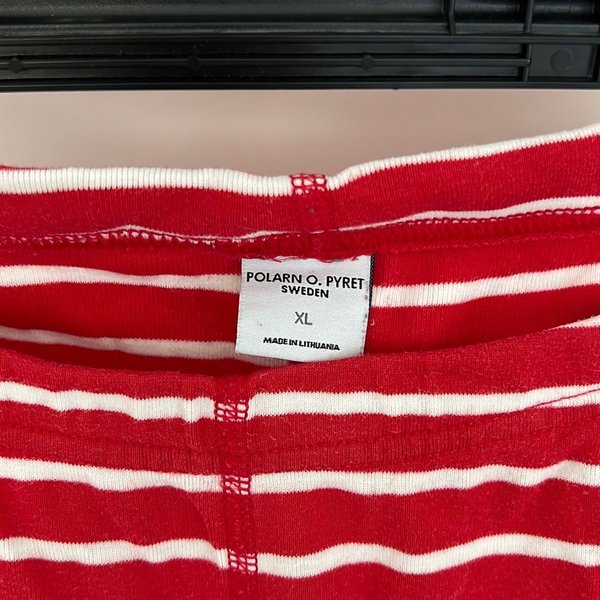 POLARN O. PYRET
SWEDEN
XL
MADE IN LITHUANIA